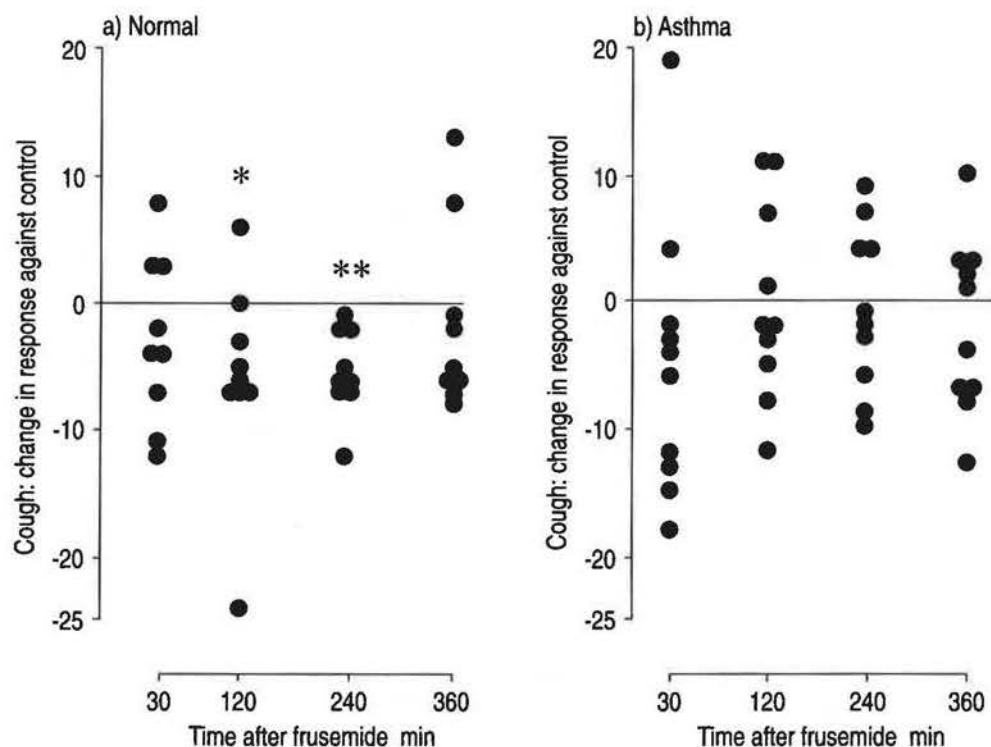 a) Normal
20
10
0
-10
-20
-25
Cough: change in response against control
*
**
30 120 240 360
Time after frusemide min
b) Asthma
20
10
0
-10
-20
-25
Cough: change in response against control
30 120 240 360
Time after frusemide min